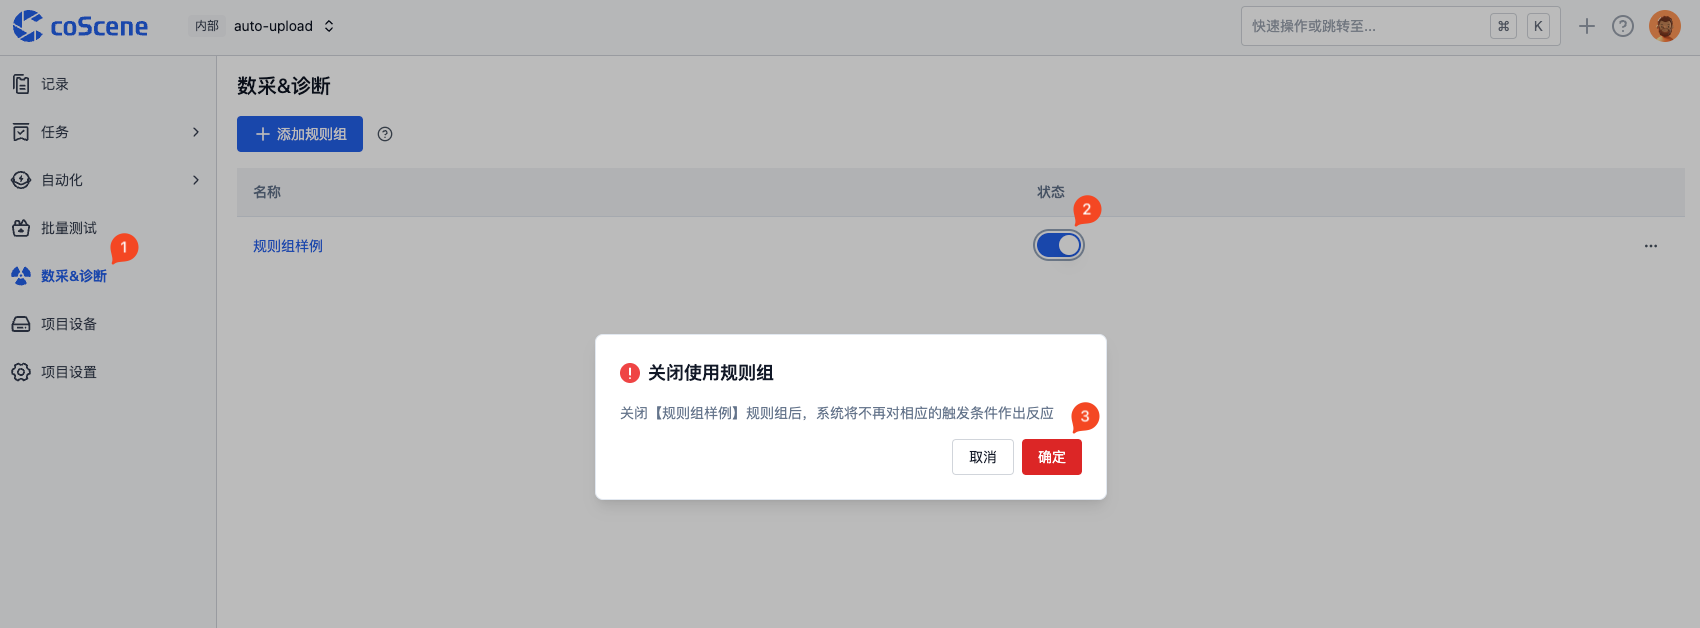 coScene
内部 auto-upload
快速操作或跳转至... ⌘ K
记录
任务
自动化
批量测试
1
数采&诊断
项目设备
项目设置
数采&诊断
添加规则组
名称 状态
2
规则组样例
关闭使用规则组
关闭【规则组样例】规则组后，系统将不再对相应的触发条件作出反应
3
取消 确定